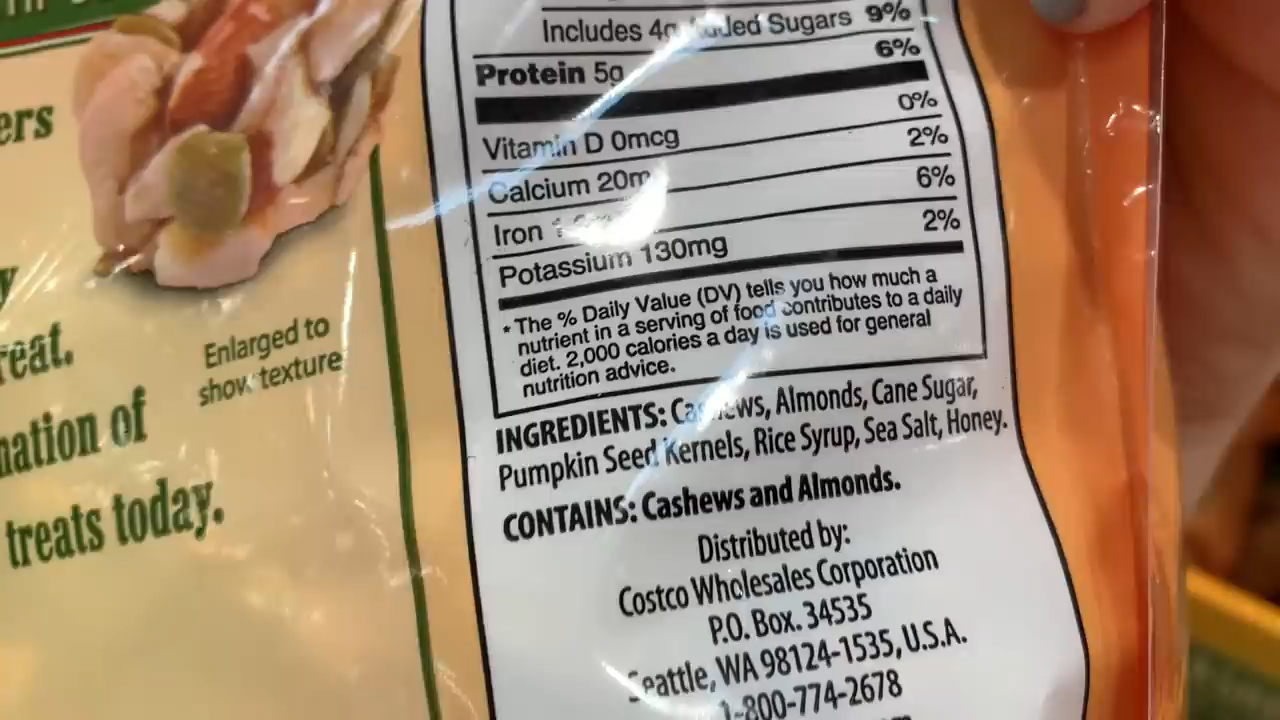 ers
y
reat.
nation of
treats today.
Enlarged to
show texture
Includes 4g Added Sugars 9%
Protein 5g 6%
Vitamin D 0mcg 0%
Calcium 20m 2%
Iron 6%
Potassium 130mg 2%
* The % Daily Value (DV) tells you how much a
nutrient in a serving of food contributes to a daily
diet. 2,000 calories a day is used for general
nutrition advice.
INGREDIENTS: Cashews, Almonds, Cane Sugar,
Pumpkin Seed Kernels, Rice Syrup, Sea Salt, Honey.
CONTAINS: Cashews and Almonds.
Distributed by:
Costco Wholesales Corporation
P.O. Box. 34535
Seattle, WA 98124-1535, U.S.A.
1-800-774-2678